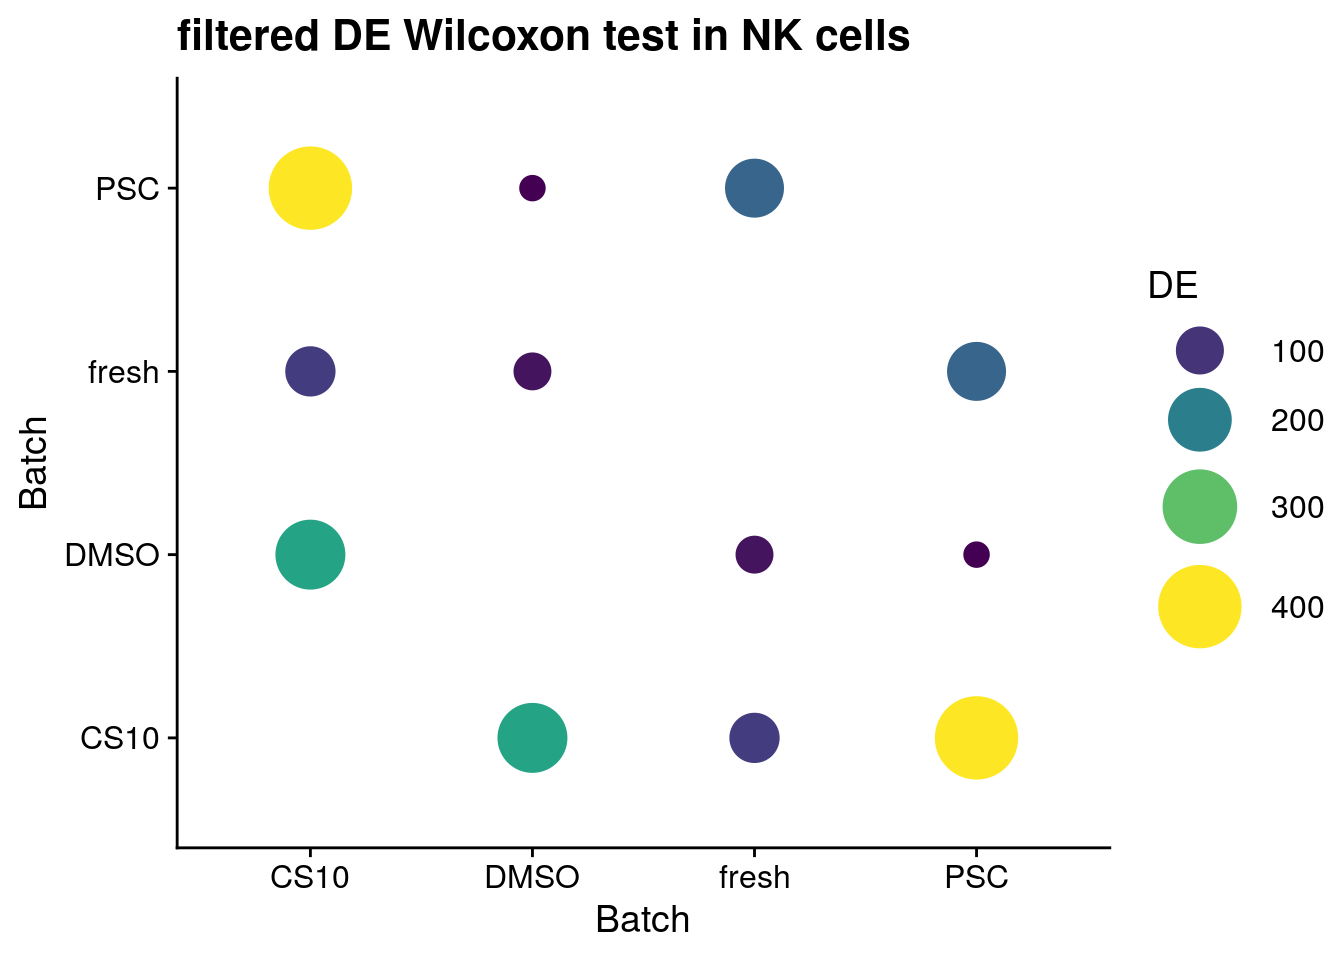 filtered DE Wilcoxon test in NK cells
PSC
fresh
DMSO
CS10
Batch
CS10
DMSO
fresh
PSC
Batch
DE
100
200
300
400